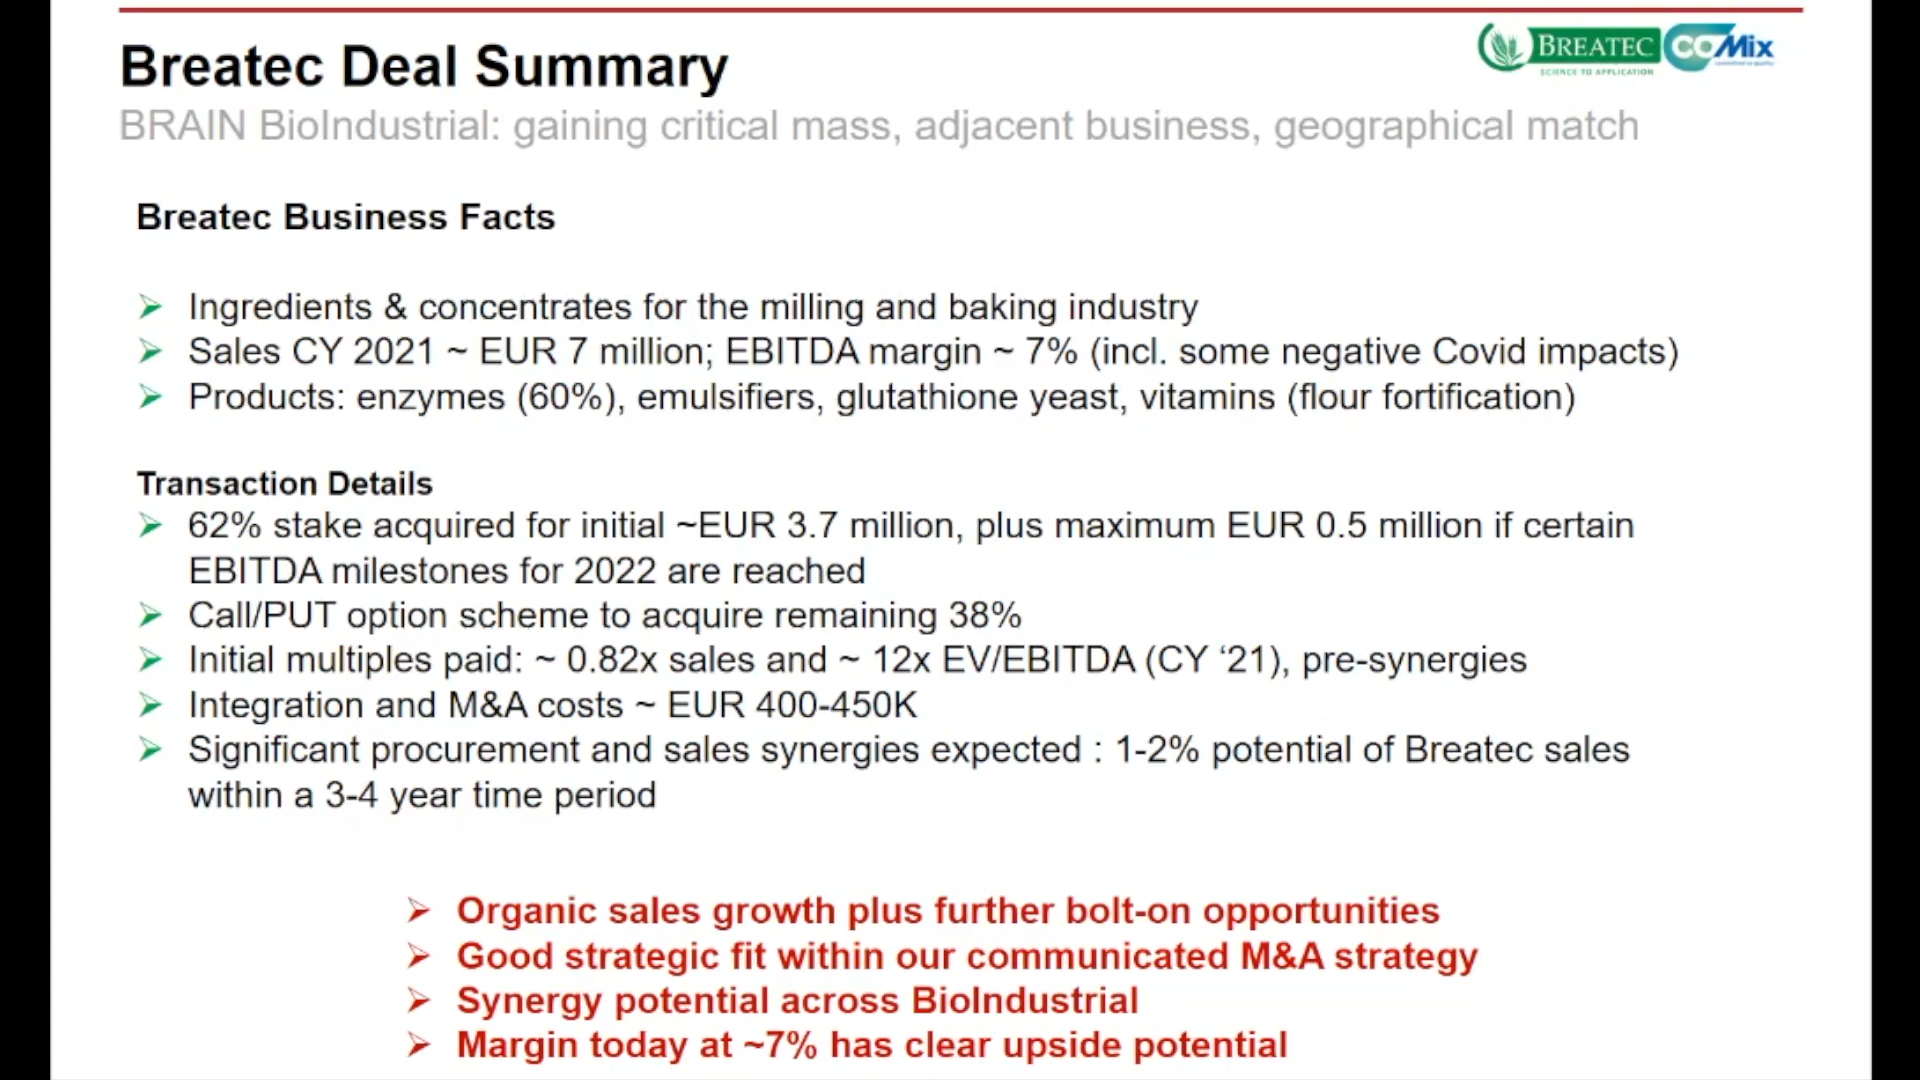 BREATEC
SCIENCE TO APPLICATION
COMix
committed to quality
Breatec Deal Summary
BRAIN BioIndustrial: gaining critical mass, adjacent business, geographical match
Breatec Business Facts
Ingredients & concentrates for the milling and baking industry
Sales CY 2021 ~ EUR 7 million; EBITDA margin ~ 7% (incl. some negative Covid impacts)
Products: enzymes (60%), emulsifiers, glutathione yeast, vitamins (flour fortification)
Transaction Details
62% stake acquired for initial ~EUR 3.7 million, plus maximum EUR 0.5 million if certain
EBITDA milestones for 2022 are reached
Call/PUT option scheme to acquire remaining 38%
Initial multiples paid: ~ 0.82x sales and ~ 12x EV/EBITDA (CY ‘21), pre-synergies
Integration and M&A costs ~ EUR 400-450K
Significant procurement and sales synergies expected : 1-2% potential of Breatec sales
within a 3-4 year time period
Organic sales growth plus further bolt-on opportunities
Good strategic fit within our communicated M&A strategy
Synergy potential across BioIndustrial
Margin today at ~7% has clear upside potential